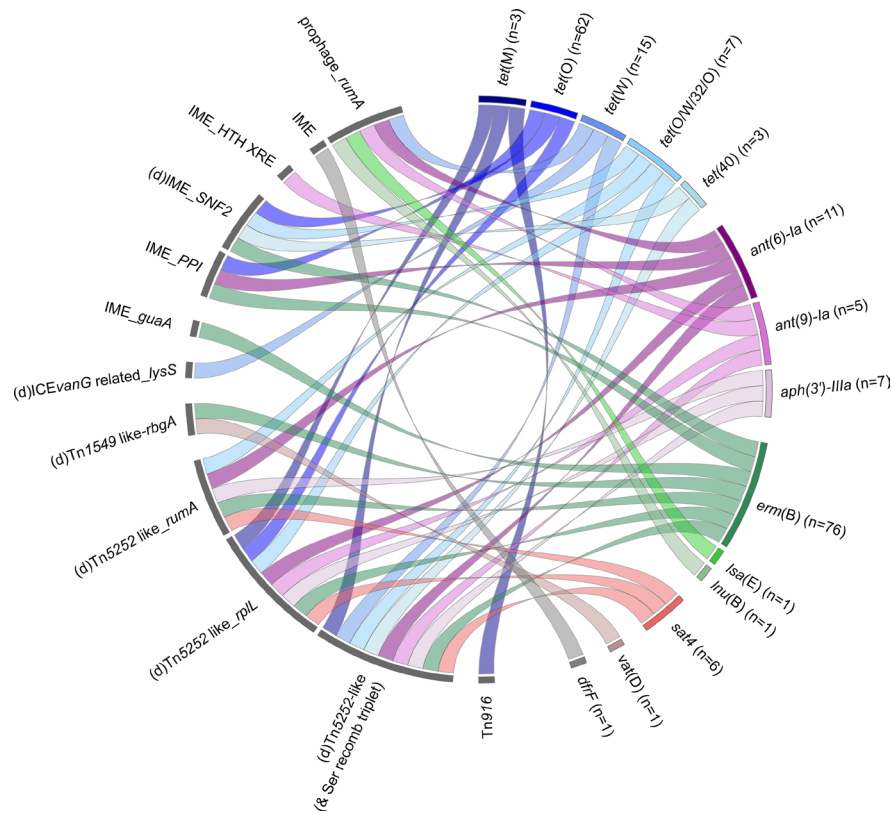 prophage_rumA
IME
IME_HTH XRE
(d)IME_SNF2
IME_PPI
IME_guaA
(d)ICEvanG related_lysS
(d)Tn1549 like-rbgA
(d)Tn5252 like_rumA
(d)Tn5252 like_rplL
(d)Tn5252-like
(& Ser recomb triplet)
Tn916
tet(M) (n=3)
tet(O) (n=62)
tet(W) (n=15)
tet(O/W/32/O) (n=7)
tet(40) (n=3)
ant(6)-Ia (n=11)
ant(9)-Ia (n=5)
aph(3')-IIIa (n=7)
erm(B) (n=76)
lsa(E) (n=1)
lnu(B) (n=1)
sat4 (n=6)
vat(D) (n=1)
dfrF (n=1)